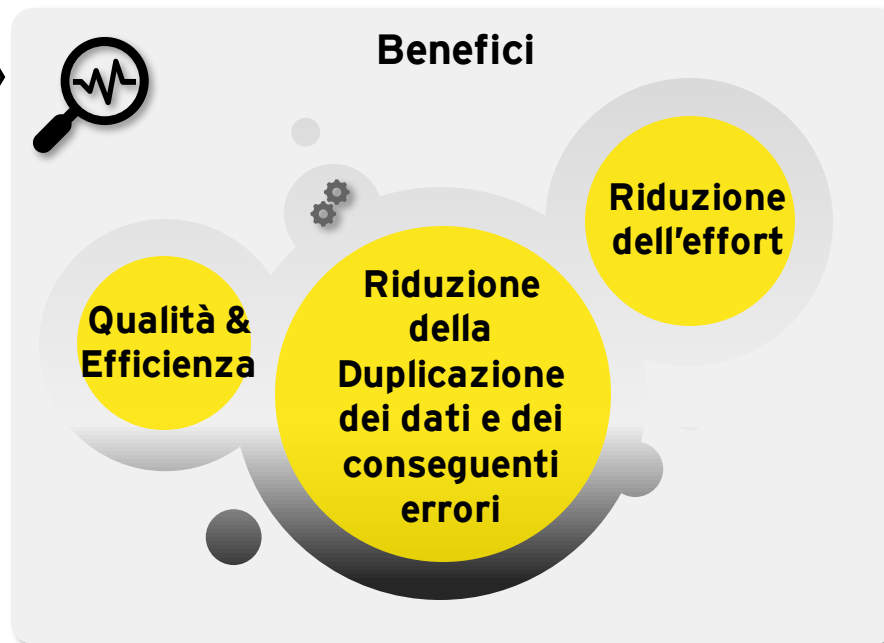 Benefici
Riduzione
dell'effort
Qualità &
Efficienza
Riduzione
della
Duplicazione
dei dati e dei
conseguenti
errori